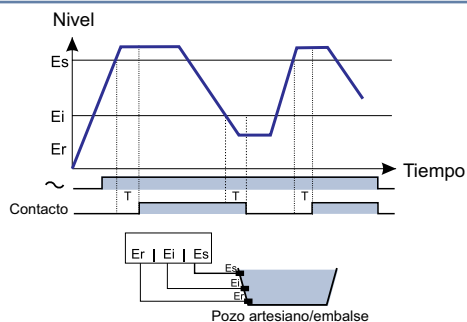 Nivel
Es
Ei
Er
Tiempo
~
T T T
Contacto
Er | Ei | Es
Es
Ei
Er
Pozo artesiano/embalse